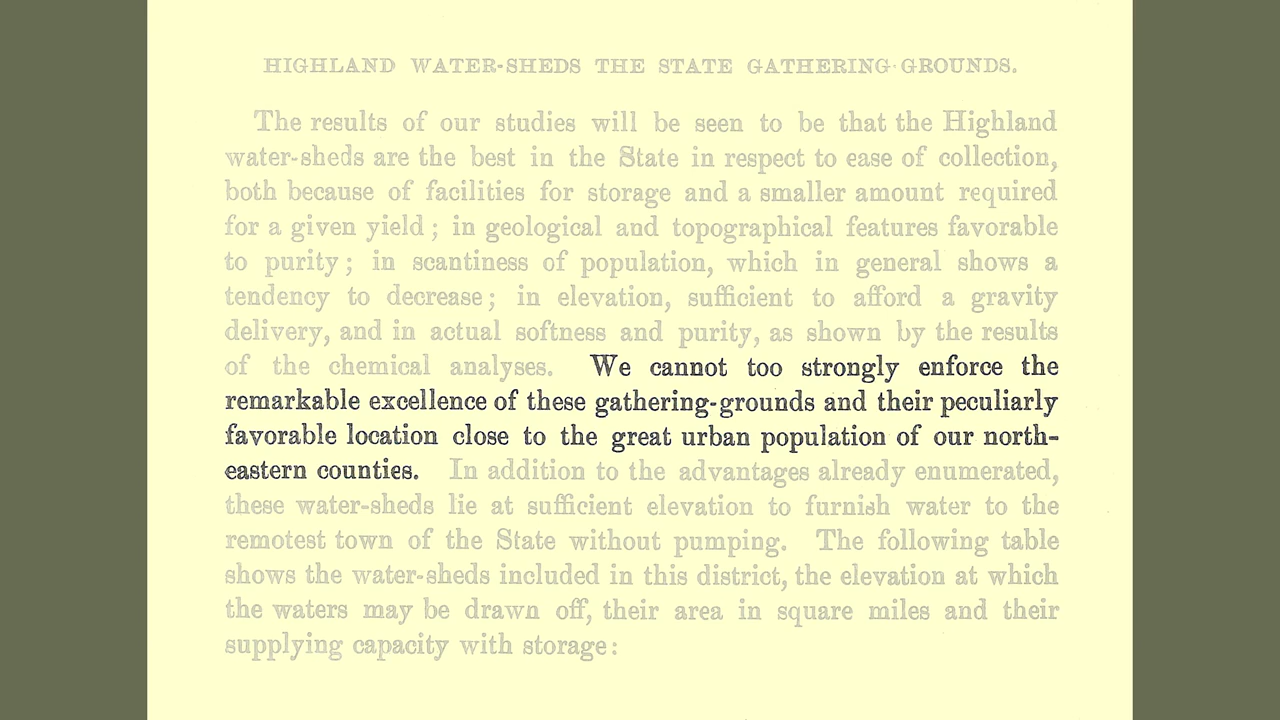 HIGHLAND WATER-SHEDS THE STATE GATHERING-GROUNDS.
The results of our studies will be seen to be that the Highland
water-sheds are the best in the State in respect to ease of collection,
both because of facilities for storage and a smaller amount required
for a given yield; in geological and topographical features favorable
to purity; in scantiness of population, which in general shows a
tendency to decrease; in elevation, sufficient to afford a gravity
delivery, and in actual softness and purity, as shown by the results
of the chemical analyses. We cannot too strongly enforce the
remarkable excellence of these gathering-grounds and their peculiarly
favorable location close to the great urban population of our north-
eastern counties. In addition to the advantages already enumerated,
these water-sheds lie at sufficient elevation to furnish water to the
remotest town of the State without pumping. The following table
shows the water-sheds included in this district, the elevation at which
the waters may be drawn off, their area in square miles and their
supplying capacity with storage: